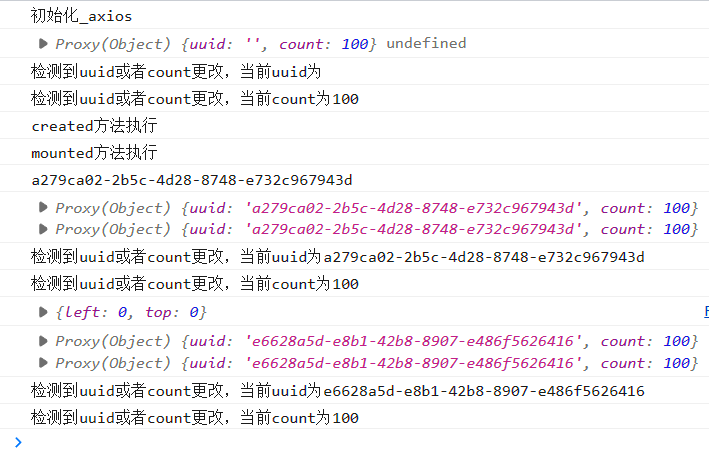 初始化_axios
▶ Proxy(Object) {uuid: '', count: 100} undefined
检测到uuid或者count更改，当前uuid为
检测到uuid或者count更改，当前count为100
created方法执行
mounted方法执行
a279ca02-2b5c-4d28-8748-e732c967943d
▶ Proxy(Object) {uuid: 'a279ca02-2b5c-4d28-8748-e732c967943d', count: 100}
▶ Proxy(Object) {uuid: 'a279ca02-2b5c-4d28-8748-e732c967943d', count: 100}
检测到uuid或者count更改，当前uuid为a279ca02-2b5c-4d28-8748-e732c967943d
检测到uuid或者count更改，当前count为100
▶ {left: 0, top: 0}
▶ Proxy(Object) {uuid: 'e6628a5d-e8b1-42b8-8907-e486f5626416', count: 100}
▶ Proxy(Object) {uuid: 'e6628a5d-e8b1-42b8-8907-e486f5626416', count: 100}
检测到uuid或者count更改，当前uuid为e6628a5d-e8b1-42b8-8907-e486f5626416
检测到uuid或者count更改，当前count为100
>